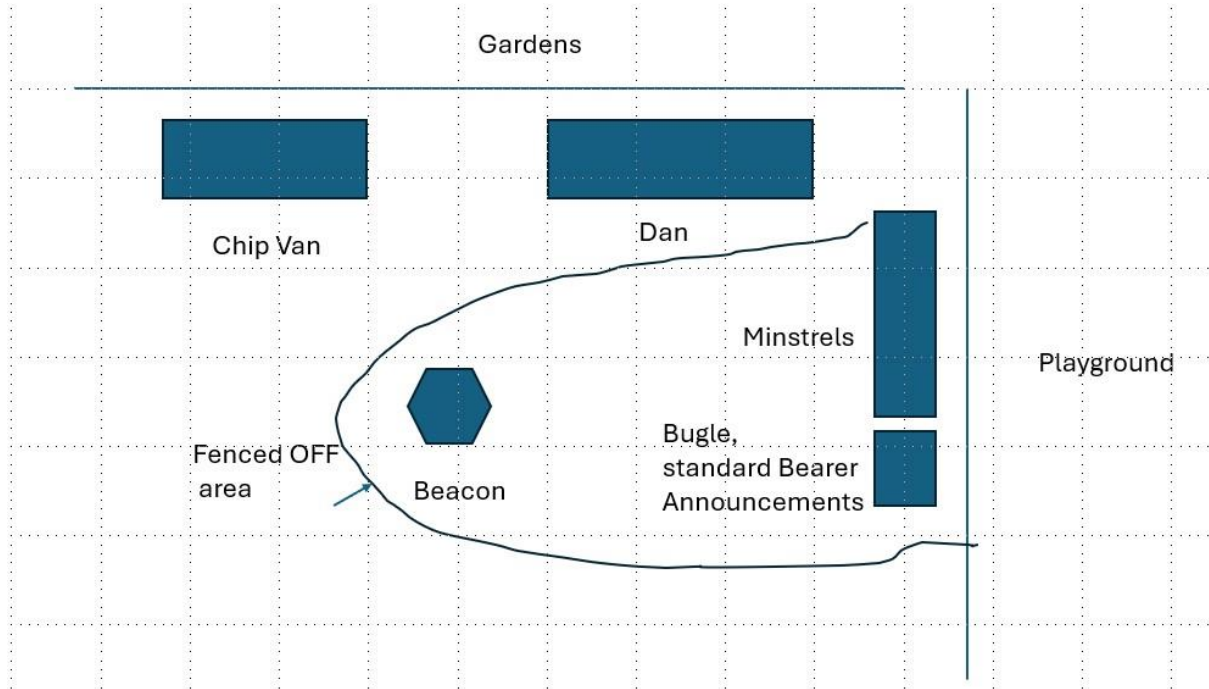 Gardens
Chip Van
Dan
Minstrels
Playground
Fenced OFF
area
Beacon
Bugle,
standard Bearer
Announcements